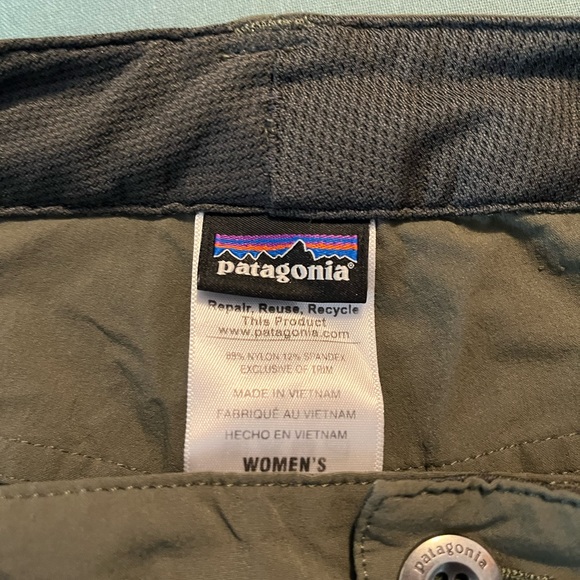 patagonia®
Repair, Reuse, Recycle
This Product
www.patagonia.com
88% NYLON 12% SPANDEX
EXCLUSIVE OF TRIM
MADE IN VIETNAM
FABRIQUÉ AU VIETNAM
HECHO EN VIETNAM
WOMEN'S
patagonia